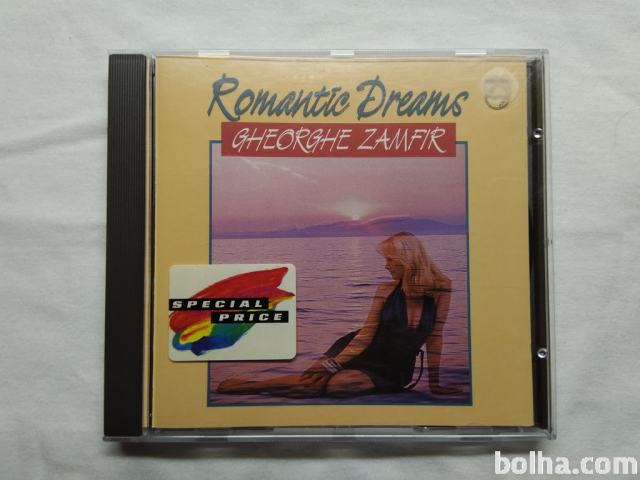 Romantic Dreams
GHEORGHE ZAMFIR
SPECIAL
PRICE
bolha.com